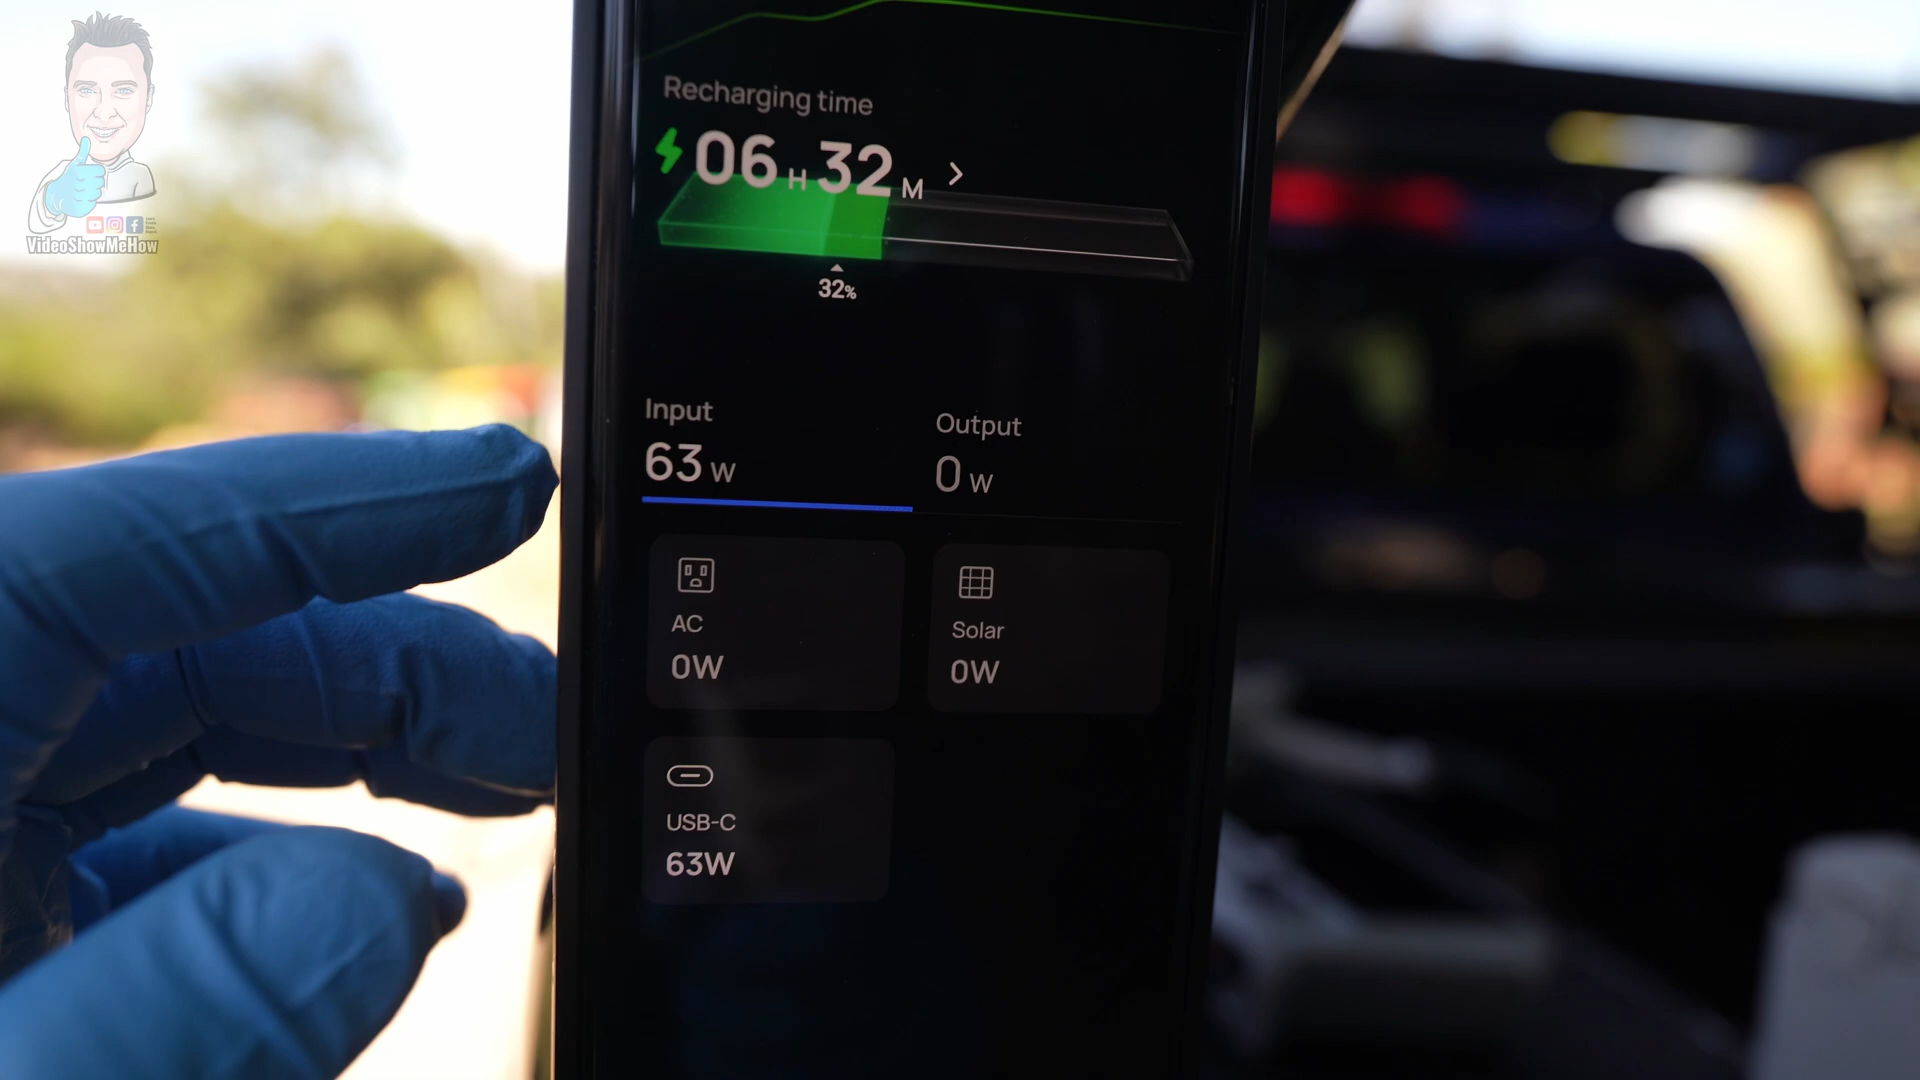 VideoShowMeHow
Recharging time
06 H 32 M
32%
Input
63 W
Output
0 W
AC
0W
Solar
0W
USB-C
63W